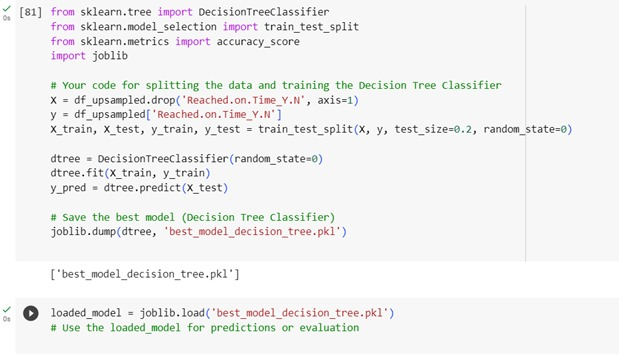 [81] from sklearn.tree import DecisionTreeClassifier
from sklearn.model_selection import train_test_split
from sklearn.metrics import accuracy_score
import joblib
# Your code for splitting the data and training the Decision Tree Classifier
X = df_upsampled.drop('Reached.on.Time_Y.N', axis=1)
y = df_upsampled['Reached.on.Time_Y.N']
X_train, X_test, y_train, y_test = train_test_split(X, y, test_size=0.2, random_state=0)
dtree = DecisionTreeClassifier(random_state=0)
dtree.fit(X_train, y_train)
y_pred = dtree.predict(X_test)
# Save the best model (Decision Tree Classifier)
joblib.dump(dtree, 'best_model_decision_tree.pkl')
['best_model_decision_tree.pkl']
loaded_model = joblib.load('best_model_decision_tree.pkl')
0s
# Use the loaded_model for predictions or evaluation